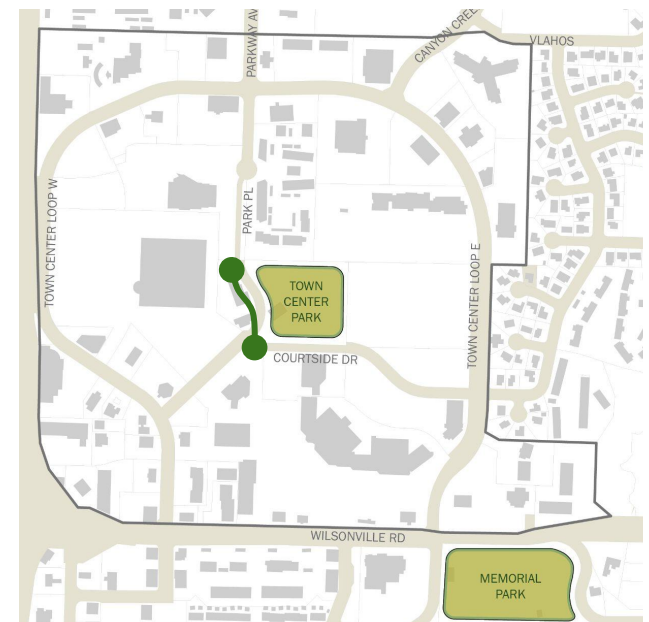 PARKWAY AV
CANYON CREE
VLAHOS
TOWN CENTER LOOP W
PARK PL
TOWN CENTER LOOP E
TOWN
CENTER
PARK
COURTSIDE DR
WILSONVILLE RD
MEMORIAL
PARK